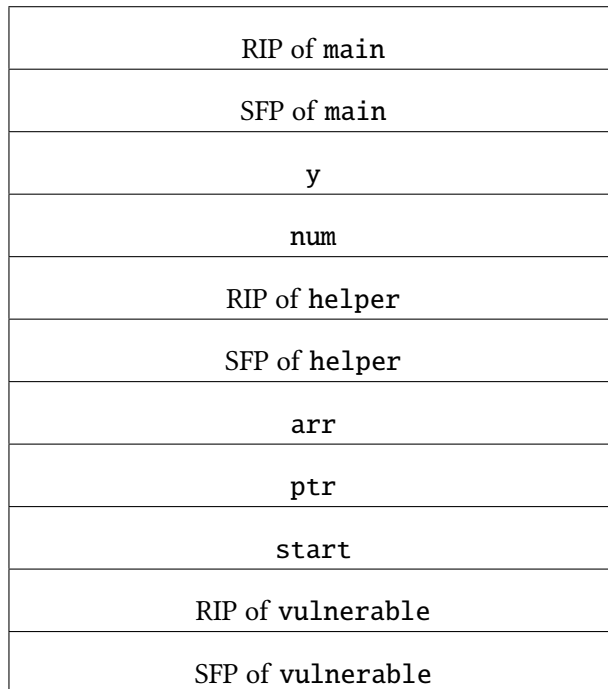 RIP of main
SFP of main
y
num
RIP of helper
SFP of helper
arr
ptr
start
RIP of vulnerable
SFP of vulnerable